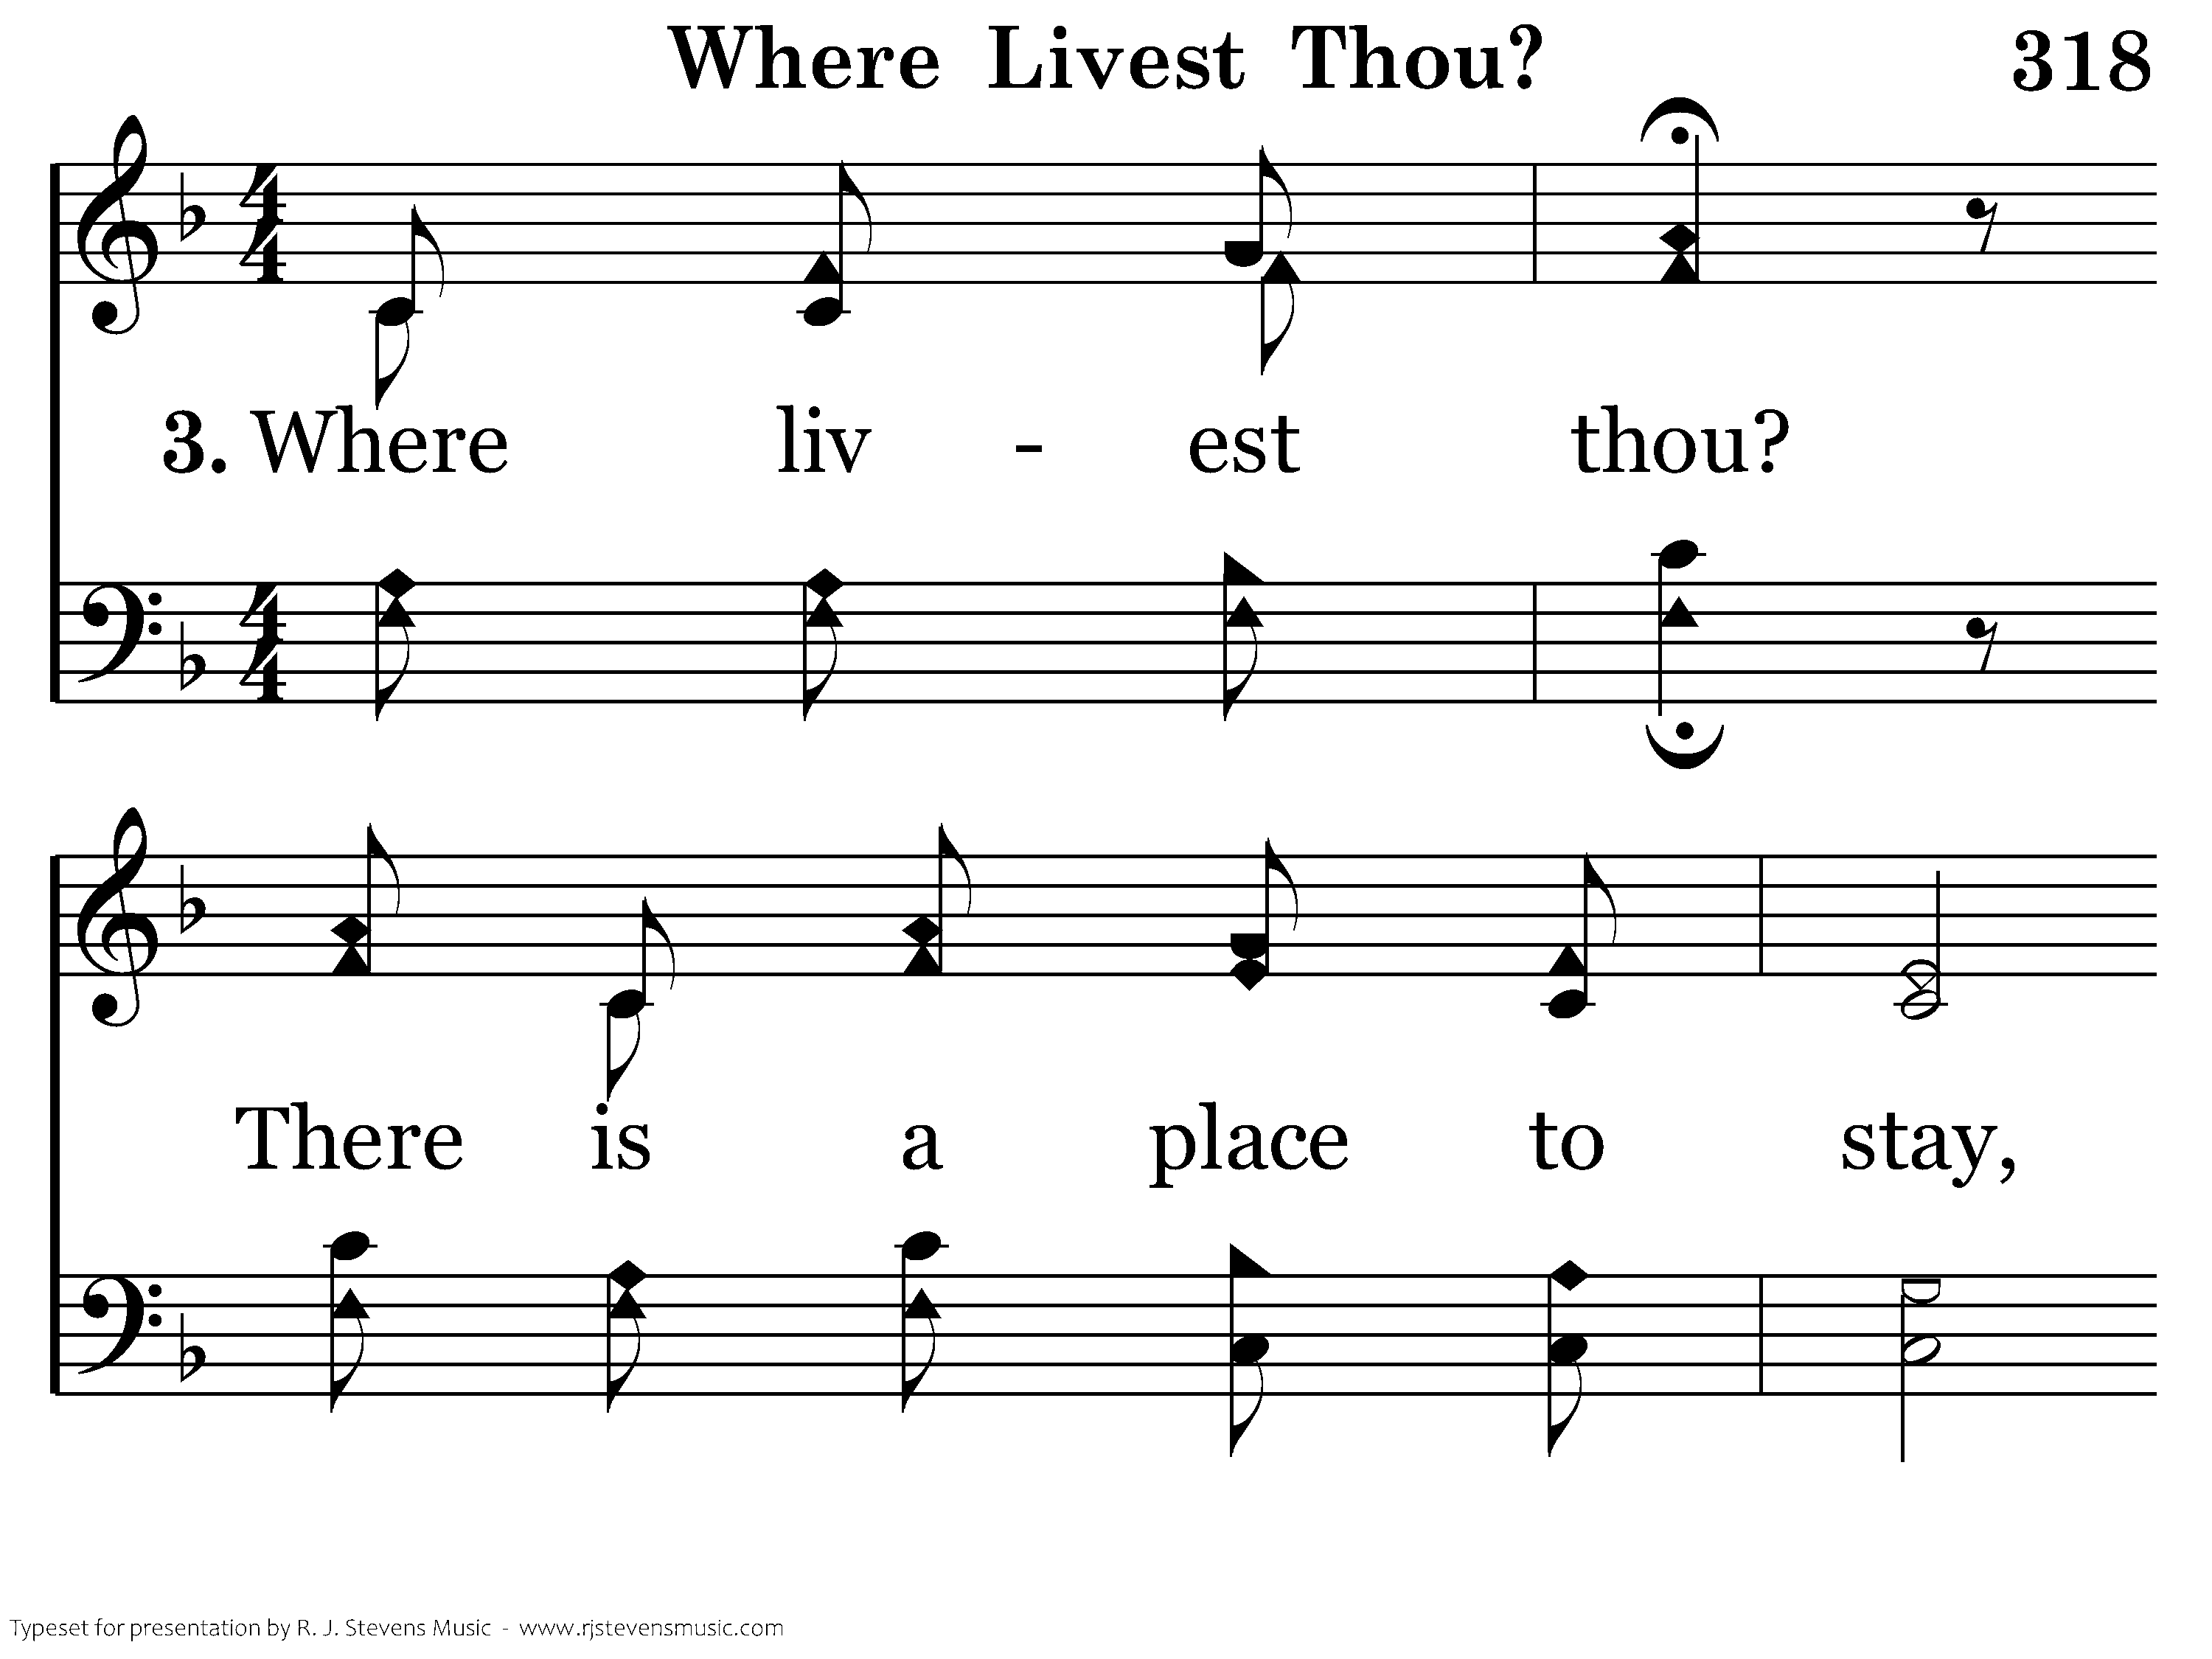 Where Livest Thou? 318
3. Where liv - est thou?
There is a place to stay,
Typeset for presentation by R. J. Stevens Music - www.rjstevensmusic.com